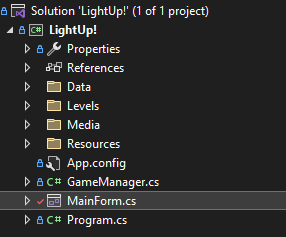 Solution 'LightUp!' (1 of 1 project)
C# LightUp!
Properties
References
Data
Levels
Media
Resources
App.config
C# GameManager.cs
MainForm.cs
C# Program.cs